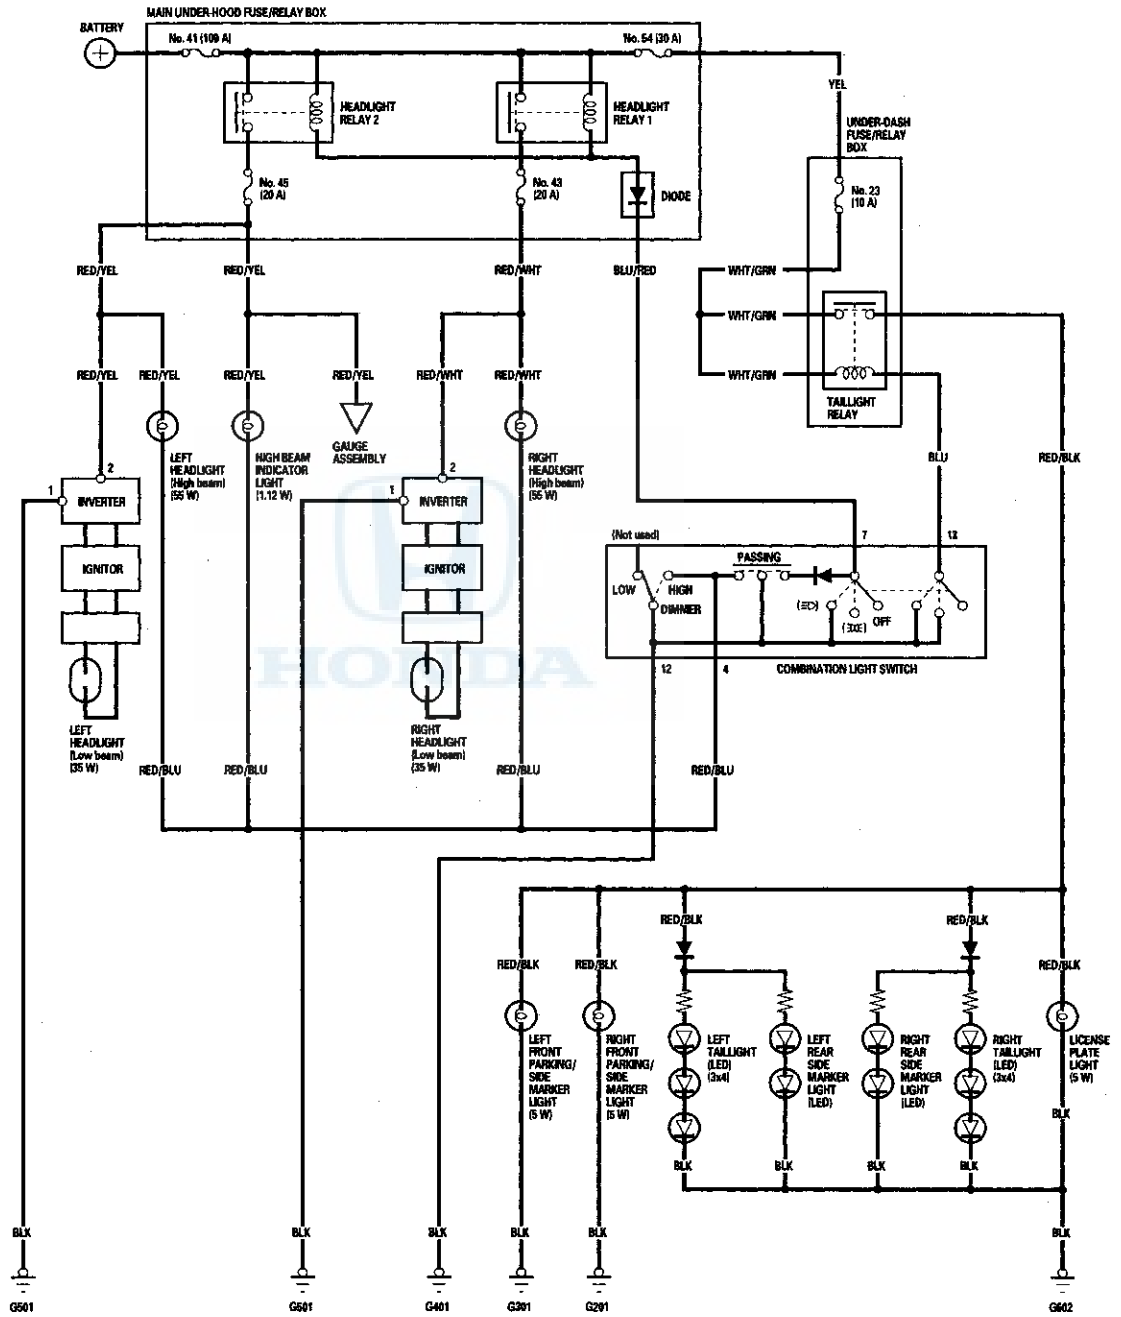 MAIN UNDER-HOOD FUSE/RELAY BOX
BATTERY
No. 41 (109 A)
No. 54 (30 A)
YEL
HEADLIGHT
RELAY 2
HEADLIGHT
RELAY 1
UNDER-DASH
FUSE/RELAY
BOX
No. 45
(20 A)
No. 43
(20 A)
DIODE
No. 23
(10 A)
RED/YEL
RED/YEL
RED/WHT
BLU/RED
WHT/GRN
WHT/GRN
RED/YEL
RED/YEL
RED/YEL
RED/YEL
RED/WHT
RED/WHT
WHT/GRN
TAILLIGHT
RELAY
GAUGE
ASSEMBLY
LEFT
HEADLIGHT
(High beam)
(55 W)
HIGH BEAM
INDICATOR
LIGHT
(1.12 W)
RIGHT
HEADLIGHT
(High beam)
(55 W)
BLU
RED/BLK
2
1
INVERTER
2
1
INVERTER
IGNITOR
IGNITOR
(Not used)
7
13
PASSING
LOW
HIGH
DIMMER
OFF
12
4
COMBINATION LIGHT SWITCH
HONDA
LEFT
HEADLIGHT
(Low beam)
(35 W)
RIGHT
HEADLIGHT
(Low beam)
(35 W)
RED/BLU
RED/BLU
RED/BLU
RED/BLU
RED/BLK
RED/BLK
RED/BLK
RED/BLK
RED/BLK
LEFT
FRONT
PARKING/
SIDE
MARKER
LIGHT
(5 W)
RIGHT
FRONT
PARKING/
SIDE
MARKER
LIGHT
(5 W)
LEFT
TAILLIGHT
(LED)
(3x4)
LEFT
REAR
SIDE
MARKER
LIGHT
(LED)
RIGHT
REAR
SIDE
MARKER
LIGHT
(LED)
RIGHT
TAILLIGHT
(LED)
(3x4)
LICENSE
PLATE
LIGHT
(5 W)
BLK
BLK
BLK
BLK
BLK
BLK
BLK
BLK
BLK
BLK
BLK
G501
G501
G401
G301
G201
G602